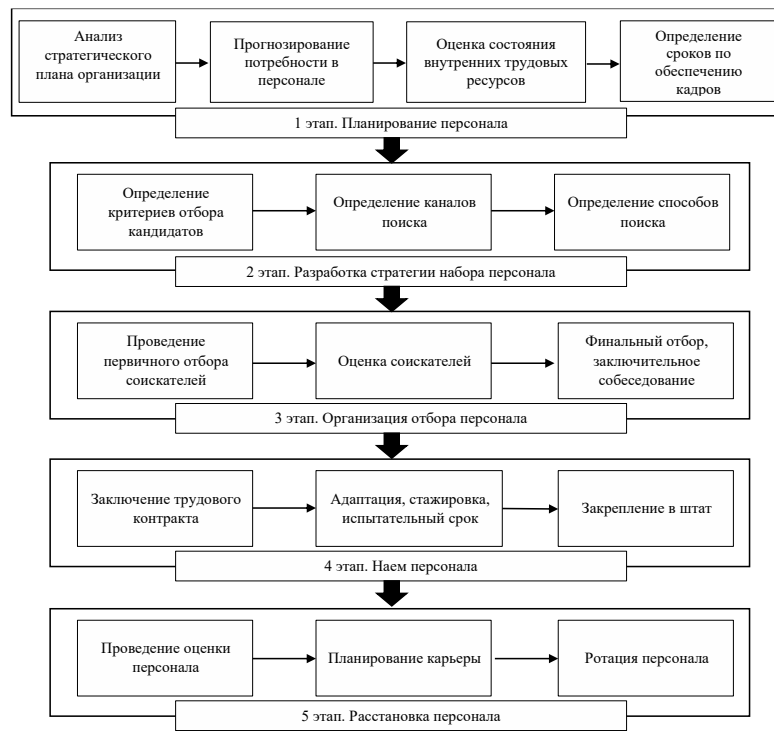 Анализ
стратегического
плана организации
Прогнозирование
потребности в
персонале
Оценка состояния
внутренних трудовых
ресурсов
Определение
сроков по
обеспечению
кадров
1 этап. Планирование персонала
Определение
критериев отбора
кандидатов
Определение каналов
поиска
Определение способов
поиска
2 этап. Разработка стратегии набора персонала
Проведение
первичного отбора
соискателей
Оценка соискателей
Финальный отбор,
заключительное
собеседование
3 этап. Организация отбора персонала
Заключение трудового
контракта
Адаптация, стажировка,
испытательный срок
Закрепление в штат
4 этап. Наем персонала
Проведение оценки
персонала
Планирование карьеры
Ротация персонала
5 этап. Расстановка персонала